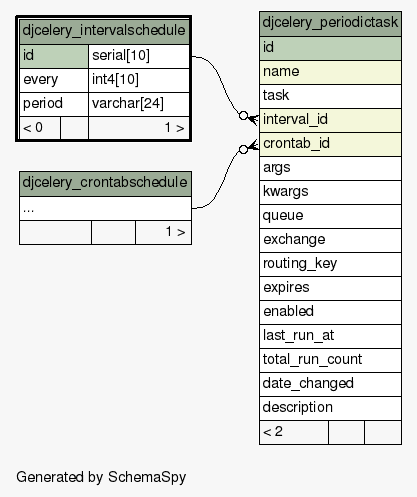 djcelery_intervalschedule
id serial[10]
every int4[10]
period varchar[24]
< 0 1 >
djcelery_crontabschedule
...
1 >
djcelery_periodictask
id
name
task
interval_id
crontab_id
args
kwargs
queue
exchange
routing_key
expires
enabled
last_run_at
total_run_count
date_changed
description
< 2
Generated by SchemaSpy